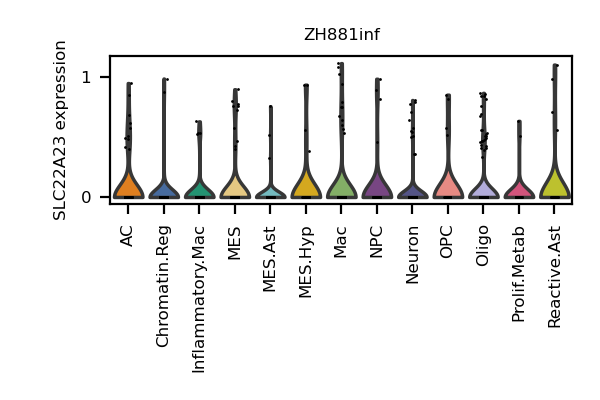 ZH881inf
SLC22A23 expression
1
0
AC
Chromatin.Reg
Inflammatory.Mac
MES
MES.Ast
MES.Hyp
Mac
NPC
Neuron
OPC
Oligo
Prolif.Metab
Reactive.Ast